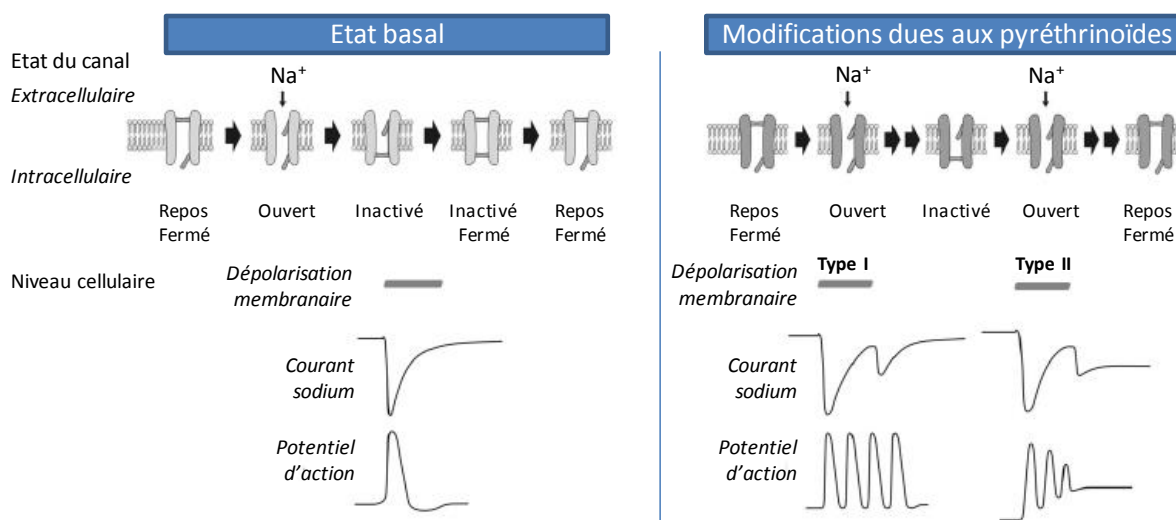 Etat basal
Modifications dues aux pyréthrinoïdes
Etat du canal
Extracellulaire
Na+
Na+
Na+
Intracellulaire
Repos
Fermé
Ouvert
Inactivé
Inactivé
Fermé
Repos
Fermé
Repos
Fermé
Ouvert
Inactivé
Ouvert
Repos
Fermé
Niveau cellulaire
Dépolarisation
membranaire
Dépolarisation
membranaire
Type I
Type II
Courant
sodium
Courant
sodium
Potentiel
d’action
Potentiel
d’action